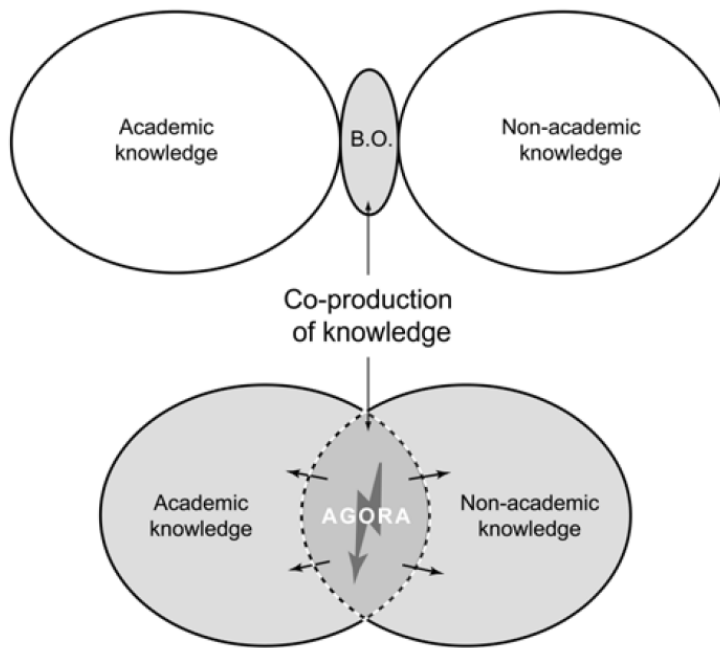 Academic
knowledge
B.O.
Non-academic
knowledge
Co-production
of knowledge
Academic
knowledge
AGORA
Non-academic
knowledge